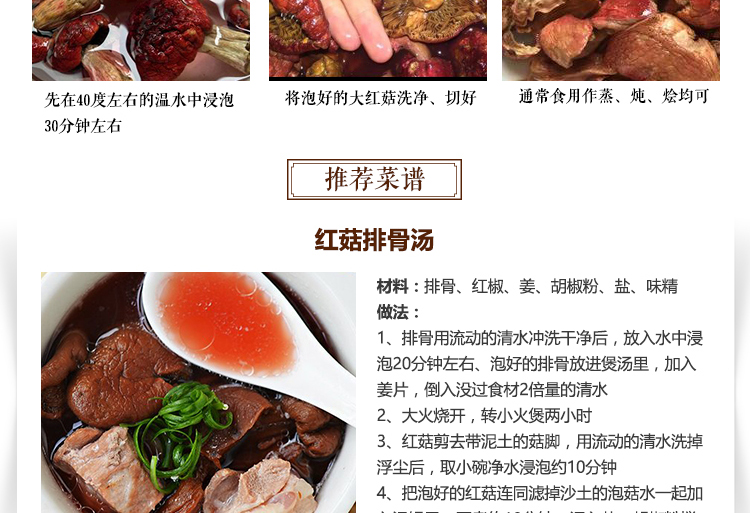 先在40度左右的温水中浸泡
30分钟左右
将泡好的大红菇洗净、切好
通常食用作蒸、炖、烩均可
推荐菜谱
红菇排骨汤
材料：排骨、红椒、姜、胡椒粉、盐、味精
做法：
1、排骨用流动的清水冲洗干净后，放入水中浸
泡20分钟左右、泡好的排骨放进煲汤里，加入
姜片，倒入没过食材2倍量的清水
2、大火烧开，转小火煲两小时
3、红菇剪去带泥土的菇脚，用流动的清水洗掉
浮尘后，取小碗净水浸泡约10分钟
4、把泡好的红菇连同滤掉沙土的泡菇水一起加